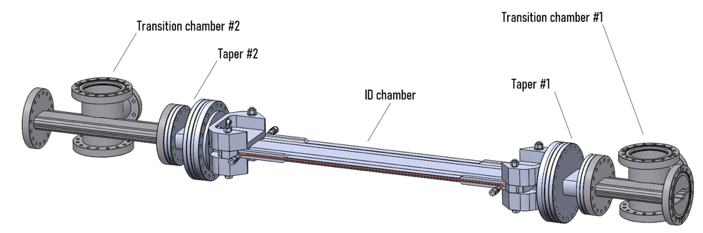 Transition chamber #1
Transition chamber #2
Taper #2
Taper #1
ID chamber